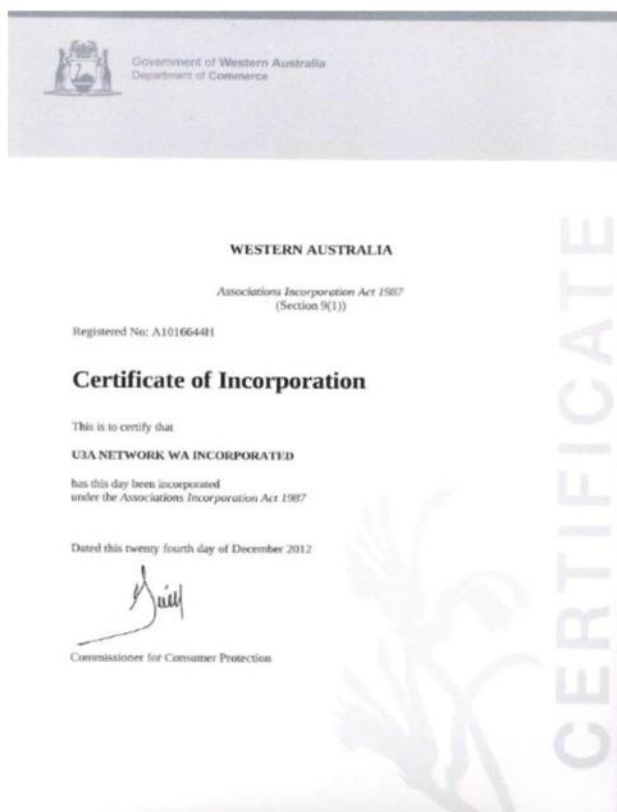 Government of Western Australia
Department of Commerce
WESTERN AUSTRALIA
Associations Incorporation Act 1987
(Section 9(1))
Registered No: A1016644H
Certificate of Incorporation
This is to certify that
U3A NETWORK WA INCORPORATED
has this day been incorporated
under the Associations Incorporation Act 1987
Dated this twenty fourth day of December 2012
Commissioner for Consumer Protection
CERTIFICATE